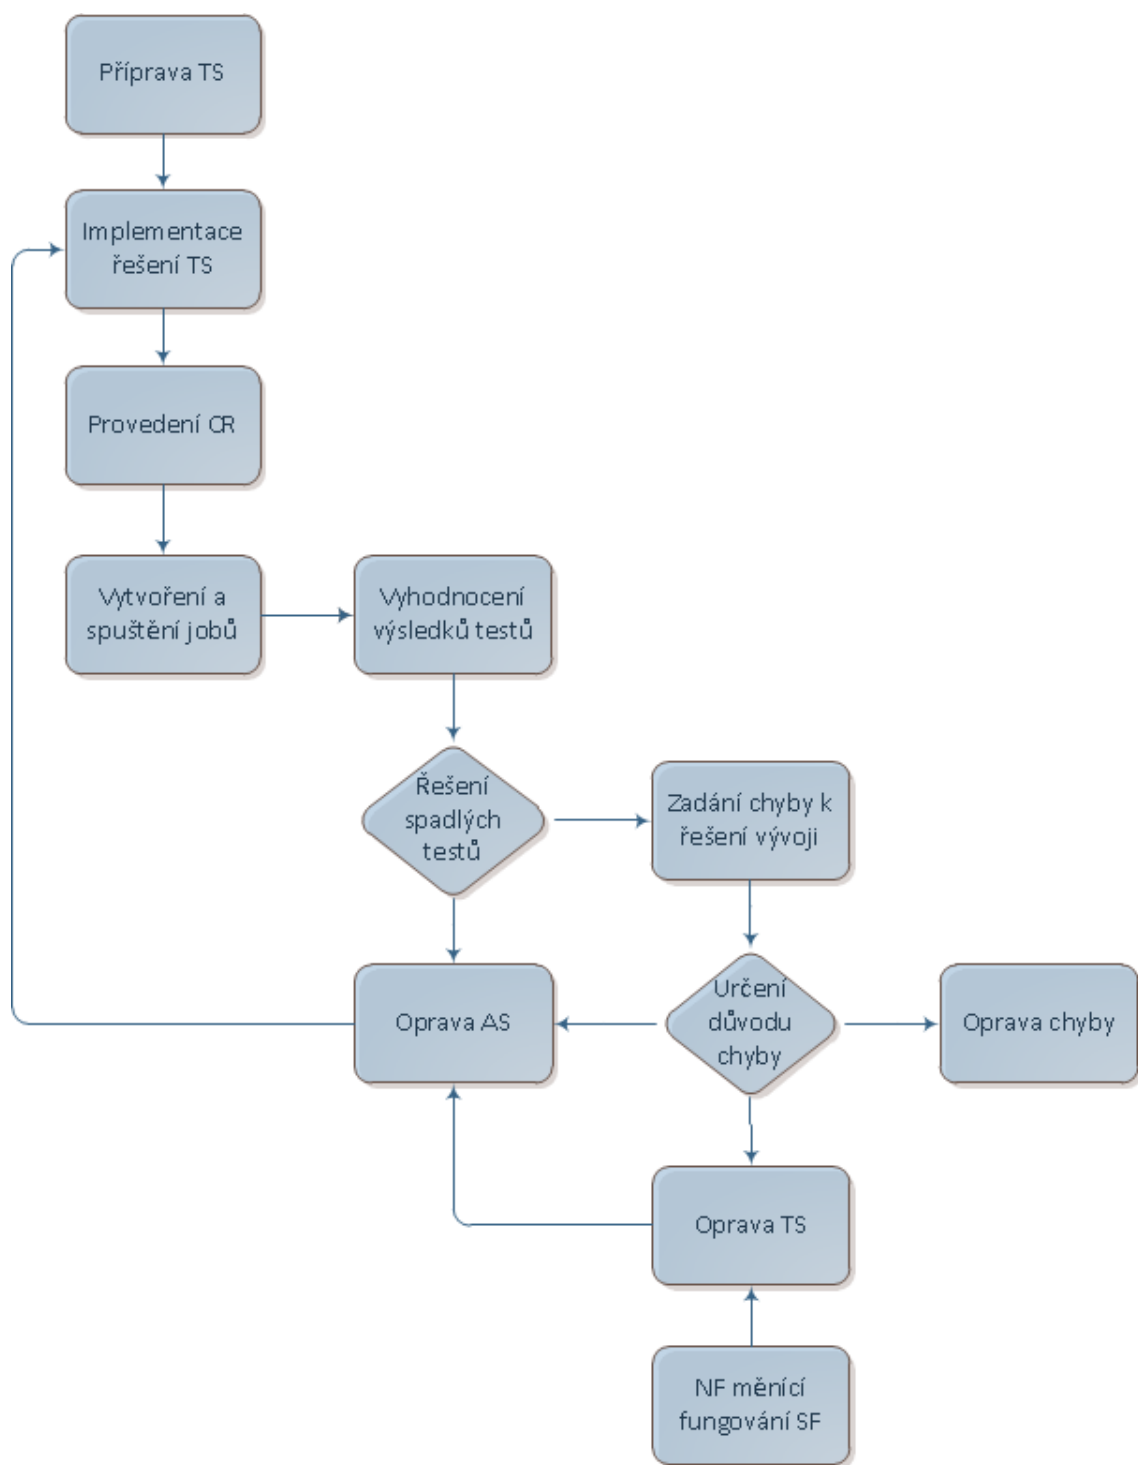 Příprava TS
Implementace
řešení TS
Provedení CR
Vytvoření a
spuštění jobů
Vyhodnocení
výsledků testů
Řešení
spadlých
testů
Zadání chyby k
řešení vývoji
Oprava AS
Určení
důvodu
chyby
Oprava chyby
Oprava TS
NF měnící
fungování SF